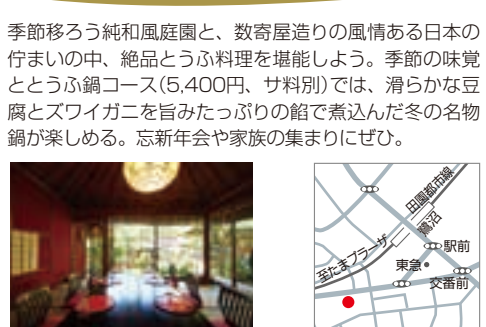 季節移ろう純和風庭園と、数寄屋造りの風情ある日本の
佇まいの中、絶品とうふ料理を堪能しよう。季節の味覚
ととうふ鍋コース(5,400円、サ料別)では、滑らかな豆
腐とズワイガニを旨みたっぷりの餡で煮込んだ冬の名物
鍋が楽しめる。忘新年会や家族の集まりにぜひ。
田園都市線
鷺沼
駅前
至たまプラーザ
東急
交番前